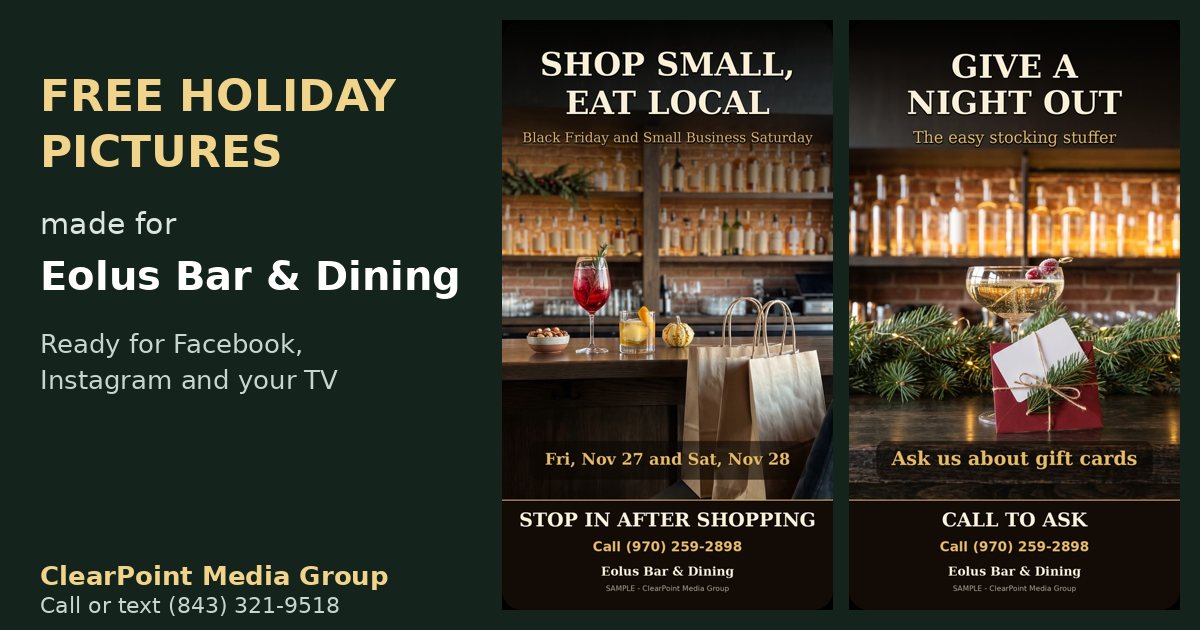 FREE HOLIDAY
PICTURES
made for
Eolus Bar & Dining
Ready for Facebook,
Instagram and your TV
ClearPoint Media Group
Call or text (843) 321-9518
SHOP SMALL,
EAT LOCAL
Black Friday and Small Business Saturday
Fri, Nov 27 and Sat, Nov 28
STOP IN AFTER SHOPPING
Call (970) 259-2898
Eolus Bar & Dining
SAMPLE - ClearPoint Media Group
GIVE A
NIGHT OUT
The easy stocking stuffer
Ask us about gift cards
CALL TO ASK
Call (970) 259-2898
Eolus Bar & Dining
SAMPLE - ClearPoint Media Group